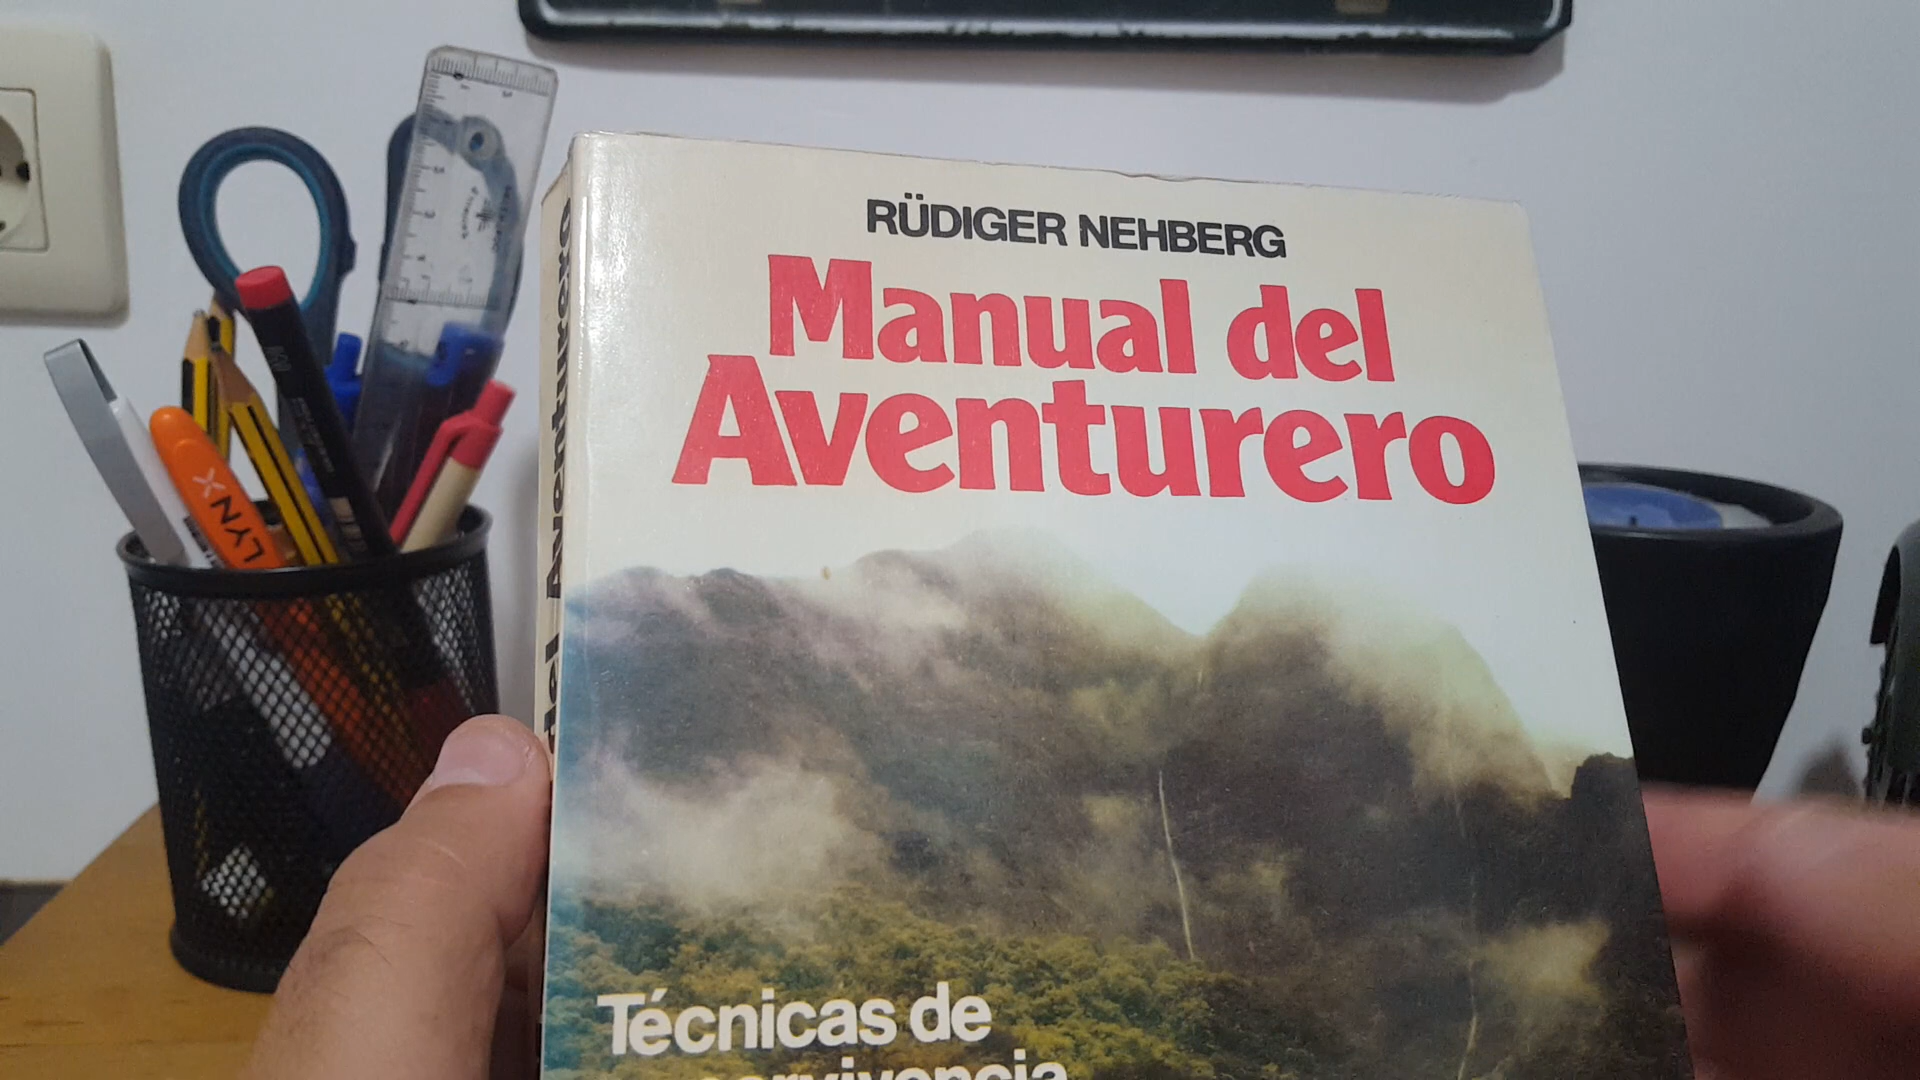 RÜDIGER NEHBERG
Manual del
Aventurero
Técnicas de
del Aventurero
LYNX